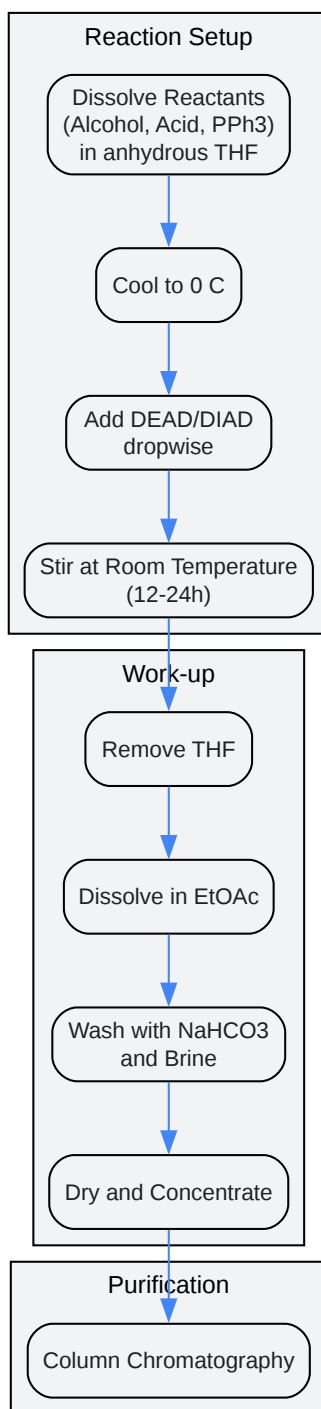 Reaction Setup
Dissolve Reactants
(Alcohol, Acid, PPh3)
in anhydrous THF
Cool to 0 C
Add DEAD/DIAD
dropwise
Stir at Room Temperature
(12-24h)
Work-up
Remove THF
Dissolve in EtOAc
Wash with NaHCO3
and Brine
Dry and Concentrate
Purification
Column Chromatography